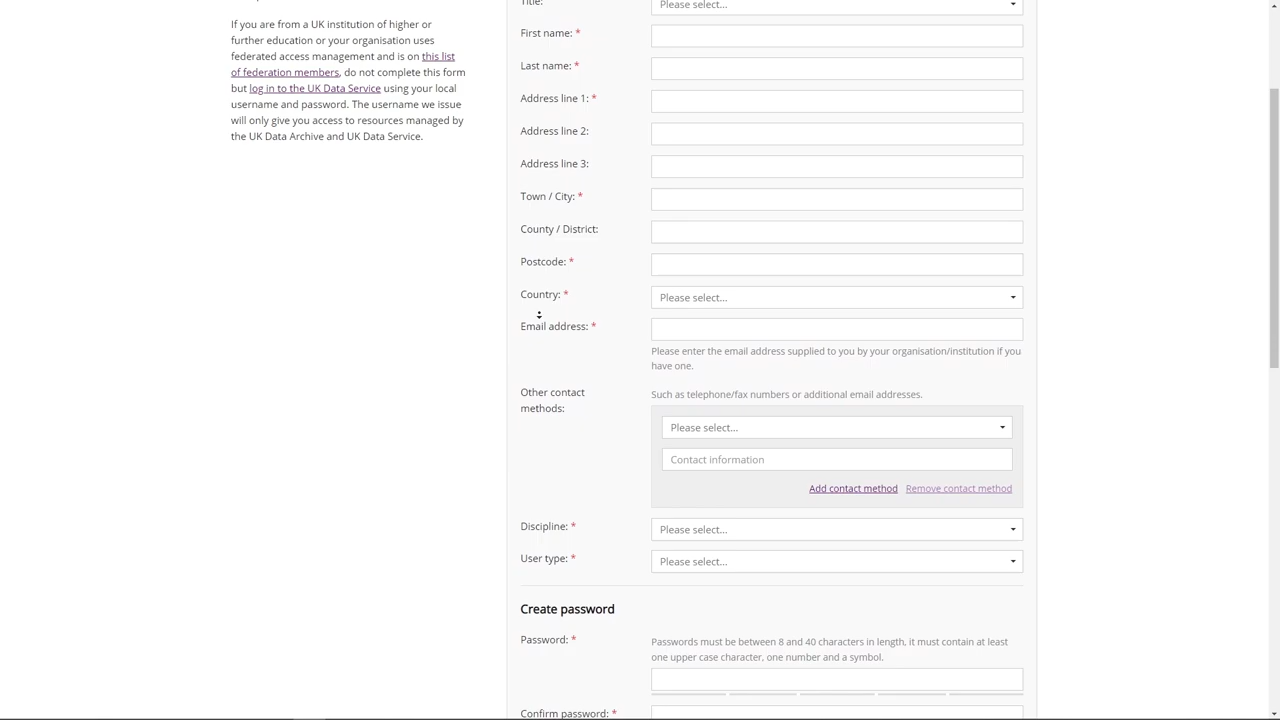 If you are from a UK institution of higher or
further education or your organisation uses
federated access management and is on this list
of federation members, do not complete this form
but log in to the UK Data Service using your local
username and password. The username we issue
will only give you access to resources managed by
the UK Data Archive and UK Data Service.
Title: Please select...
First name: *
Last name: *
Address line 1: *
Address line 2:
Address line 3:
Town / City: *
County / District:
Postcode: *
Country: * Please select...
Email address: *
Please enter the email address supplied to you by your organisation/institution if you
have one.
Other contact
methods:
Such as telephone/fax numbers or additional email addresses.
Please select...
Contact information
Add contact method Remove contact method
Discipline: * Please select...
User type: * Please select...
Create password
Password: *
Passwords must be between 8 and 40 characters in length, it must contain at least
one upper case character, one number and a symbol.
Confirm password: *